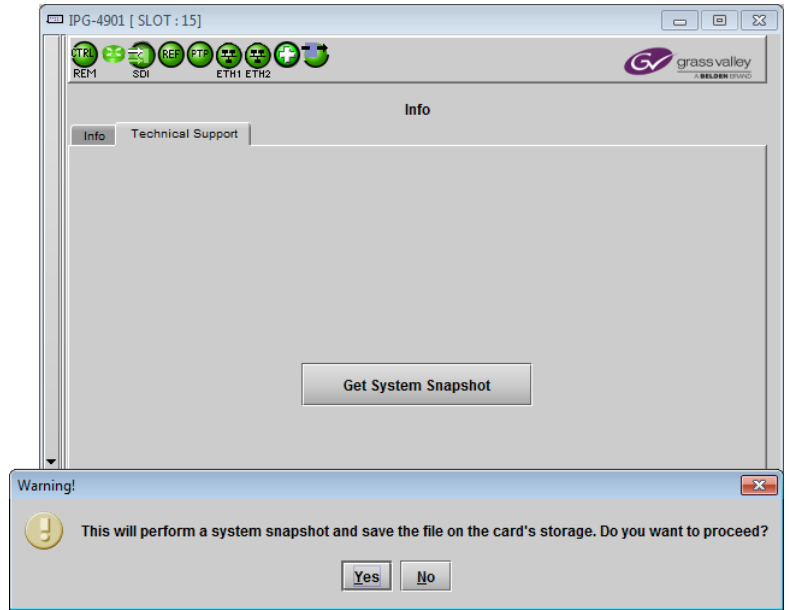 IPG-4901 [ SLOT : 15]
CTRL REF PTP
REM SDI ETH1 ETH2
GV grass valley
A BELDEN BRAND
Info
Info Technical Support
Get System Snapshot
Warning!
This will perform a system snapshot and save the file on the card's storage. Do you want to proceed?
Yes No